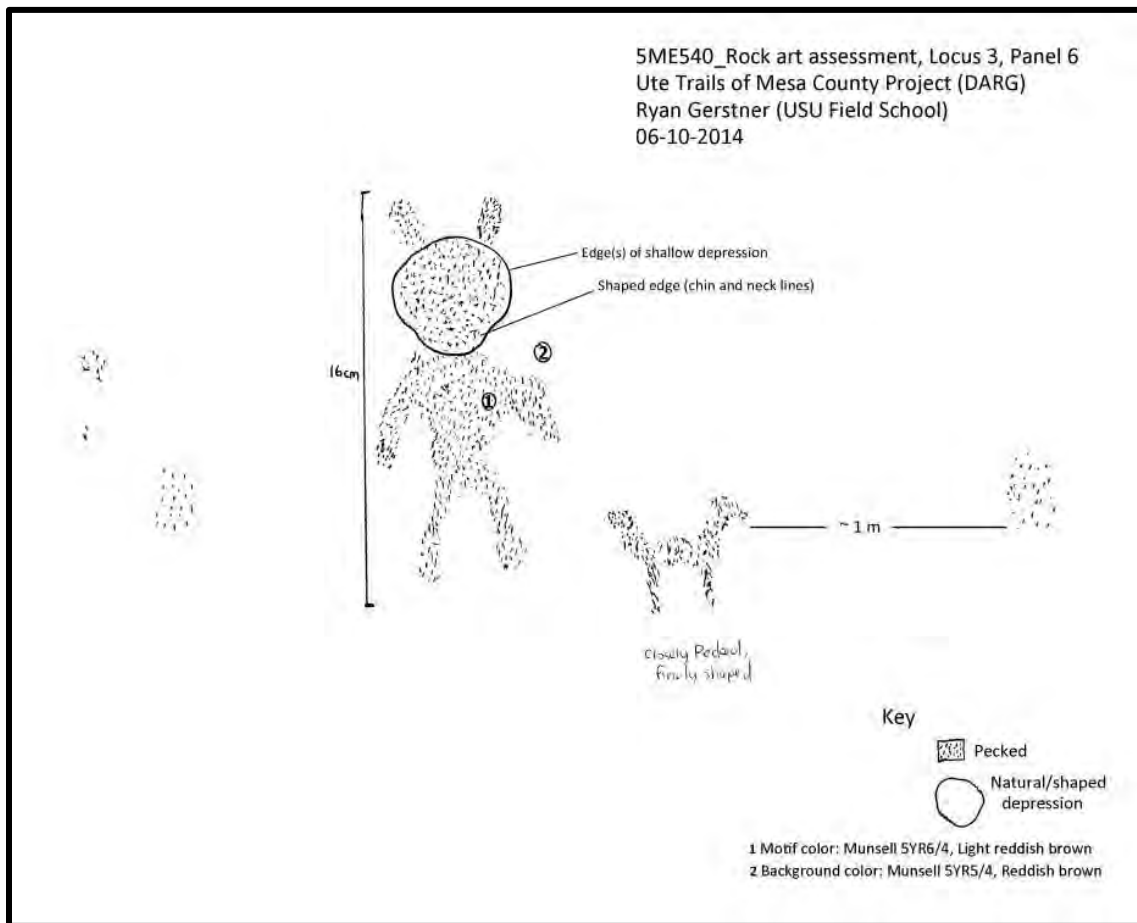 5ME540_Rock art assessment, Locus 3, Panel 6
Ute Trails of Mesa County Project (DARG)
Ryan Gerstner (USU Field School)
06-10-2014
Edge(s) of shallow depression
Shaped edge (chin and neck lines)
2
16cm
1
~ 1 m
shaped
Key
Pecked
Natural/shaped
depression
1 Motif color: Munsell 5YR6/4, Light reddish brown
2 Background color: Munsell 5YR5/4, Reddish brown